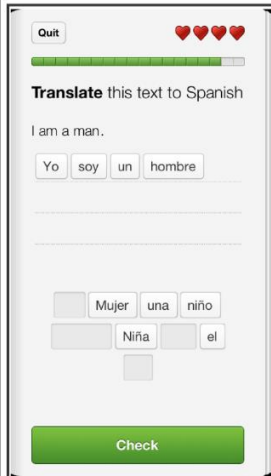 Quit
Translate this text to Spanish
I am a man.
Yo soy un hombre
Mujer una niño
Niña el
Check